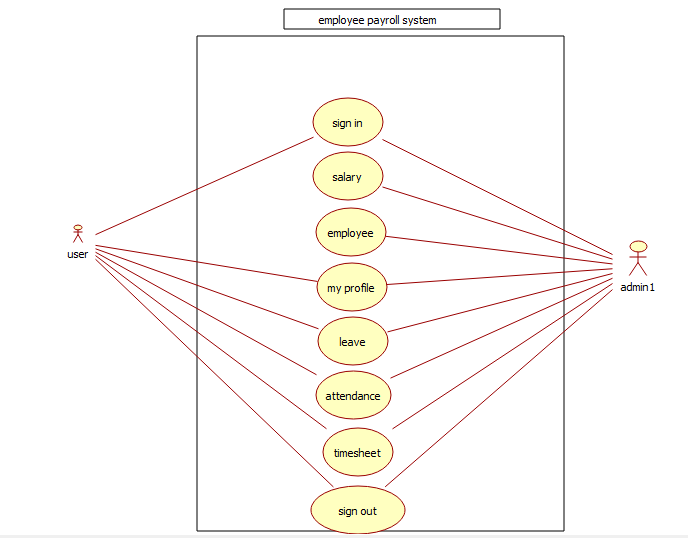 employee payroll system
sign in
salary
employee
user
my profile
admin1
leave
attendance
timesheet
sign out